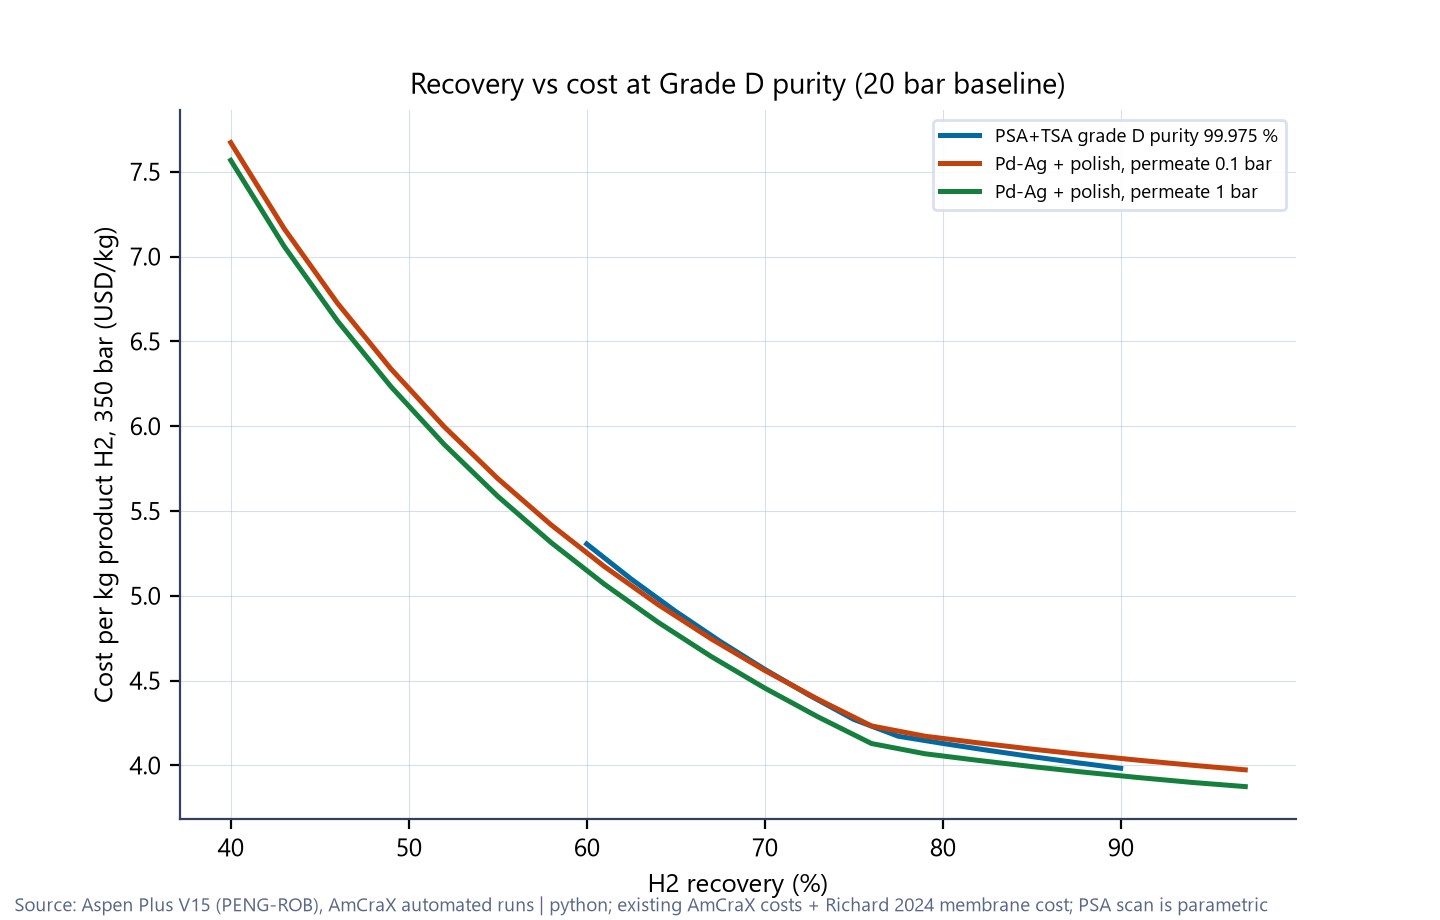 Recovery vs cost at Grade D purity (20 bar baseline)
PSA+TSA grade D purity 99.975 %
Pd-Ag + polish, permeate 0.1 bar
Pd-Ag + polish, permeate 1 bar
Cost per kg product H2, 350 bar (USD/kg)
7.5
7.0
6.5
6.0
5.5
5.0
4.5
4.0
40 50 60 70 80 90
H2 recovery (%)
Source: Aspen Plus V15 (PENG-ROB), AmCraX automated runs | python; existing AmCraX costs + Richard 2024 membrane cost; PSA scan is parametric